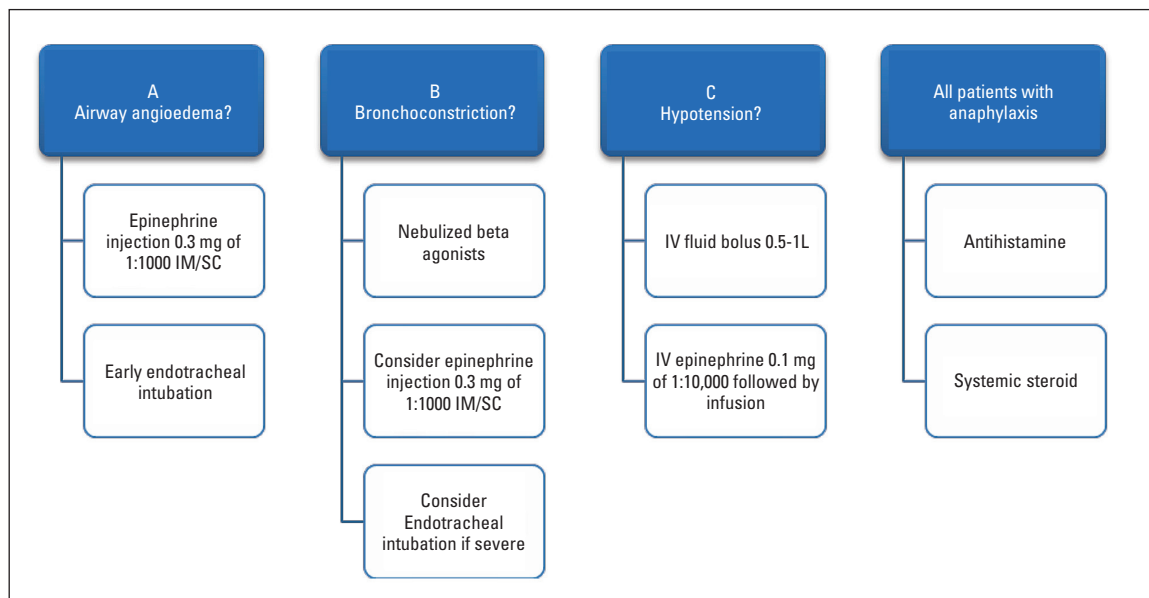 A
Airway angioedema?
Epinephrine
injection 0.3 mg of
1:1000 IM/SC
Early endotracheal
intubation
B
Bronchoconstriction?
Nebulized beta
agonists
Consider epinephrine
injection 0.3 mg of
1:1000 IM/SC
Consider
Endotracheal
intubation if severe
C
Hypotension?
IV fluid bolus 0.5-1L
IV epinephrine 0.1 mg
of 1:10,000 followed by
infusion
All patients with
anaphylaxis
Antihistamine
Systemic steroid